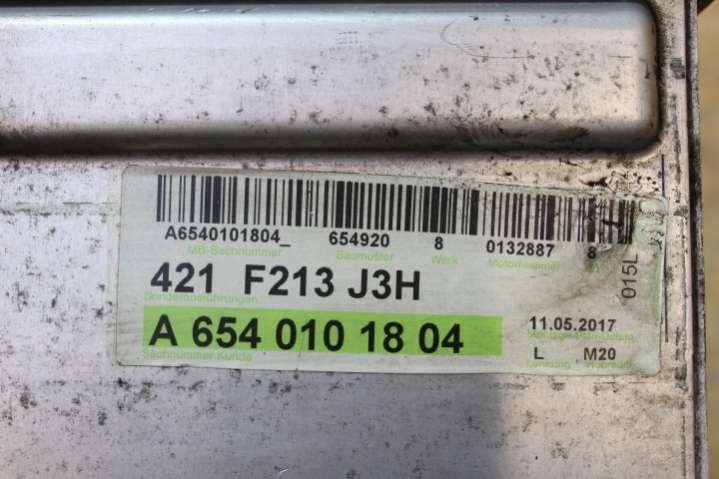 A6540101804_ 654920 8 0132887 8
MB-Sachnummer Baumuster Werk Motornummer
421 F213 J3H
015L
Sonderausführungen
A 654 010 18 04
11.05.2017
Sachnummer Kunde
L M20